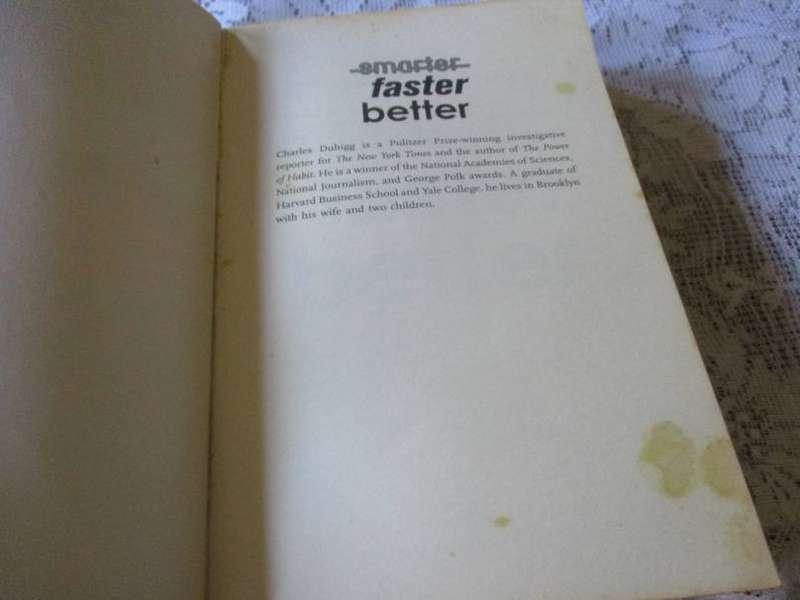 smarter
faster
better
Charles Duhigg is a Pulitzer Prize-winning investigative
reporter for The New York Times and the author of The Power
of Habit. He is a winner of the National Academies of Sciences,
National Journalism, and George Polk awards. A graduate of
Harvard Business School and Yale College, he lives in Brooklyn
with his wife and two children.